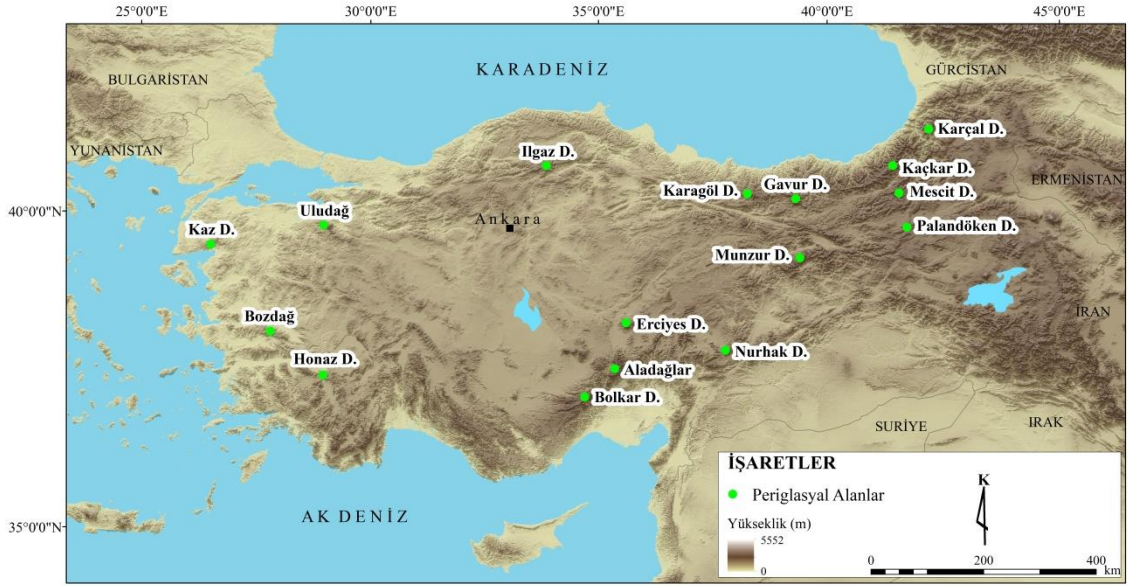 25°0'0"E 30°0'0"E 35°0'0"E 40°0'0"E 45°0'0"E
KARADENİZ
GÜRCİSTAN
BULGARİSTAN
Karçal D.
YUNANİSTAN
Ilgaz D.
Kaçkar D.
ERMENİSTAN
Karagöl D.
Gavur D.
Mescit D.
40°0'0"N
Uludağ
Ankara
Kaz D.
Palandöken D.
Munzur D.
Bozdağ
Erciyes D.
İRAN
Honaz D.
Nurhak D.
Aladağlar
Bolkar D.
SURİYE
IRAK
AK DENİZ
35°0'0"N
İŞARETLER
Periglasyal Alanlar
K
Yükseklik (m)
5552
0
0 200 400
km